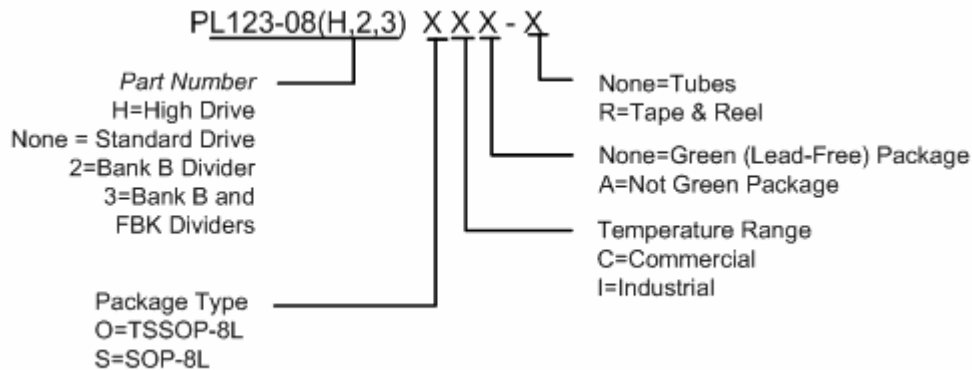 PL123-08(H,2,3) X X X - X
Part Number
H=High Drive
None = Standard Drive
2=Bank B Divider
3=Bank B and
FBK Dividers
Package Type
O=TSSOP-8L
S=SOP-8L
None=Tubes
R=Tape & Reel
None=Green (Lead-Free) Package
A=Not Green Package
Temperature Range
C=Commercial
I=Industrial